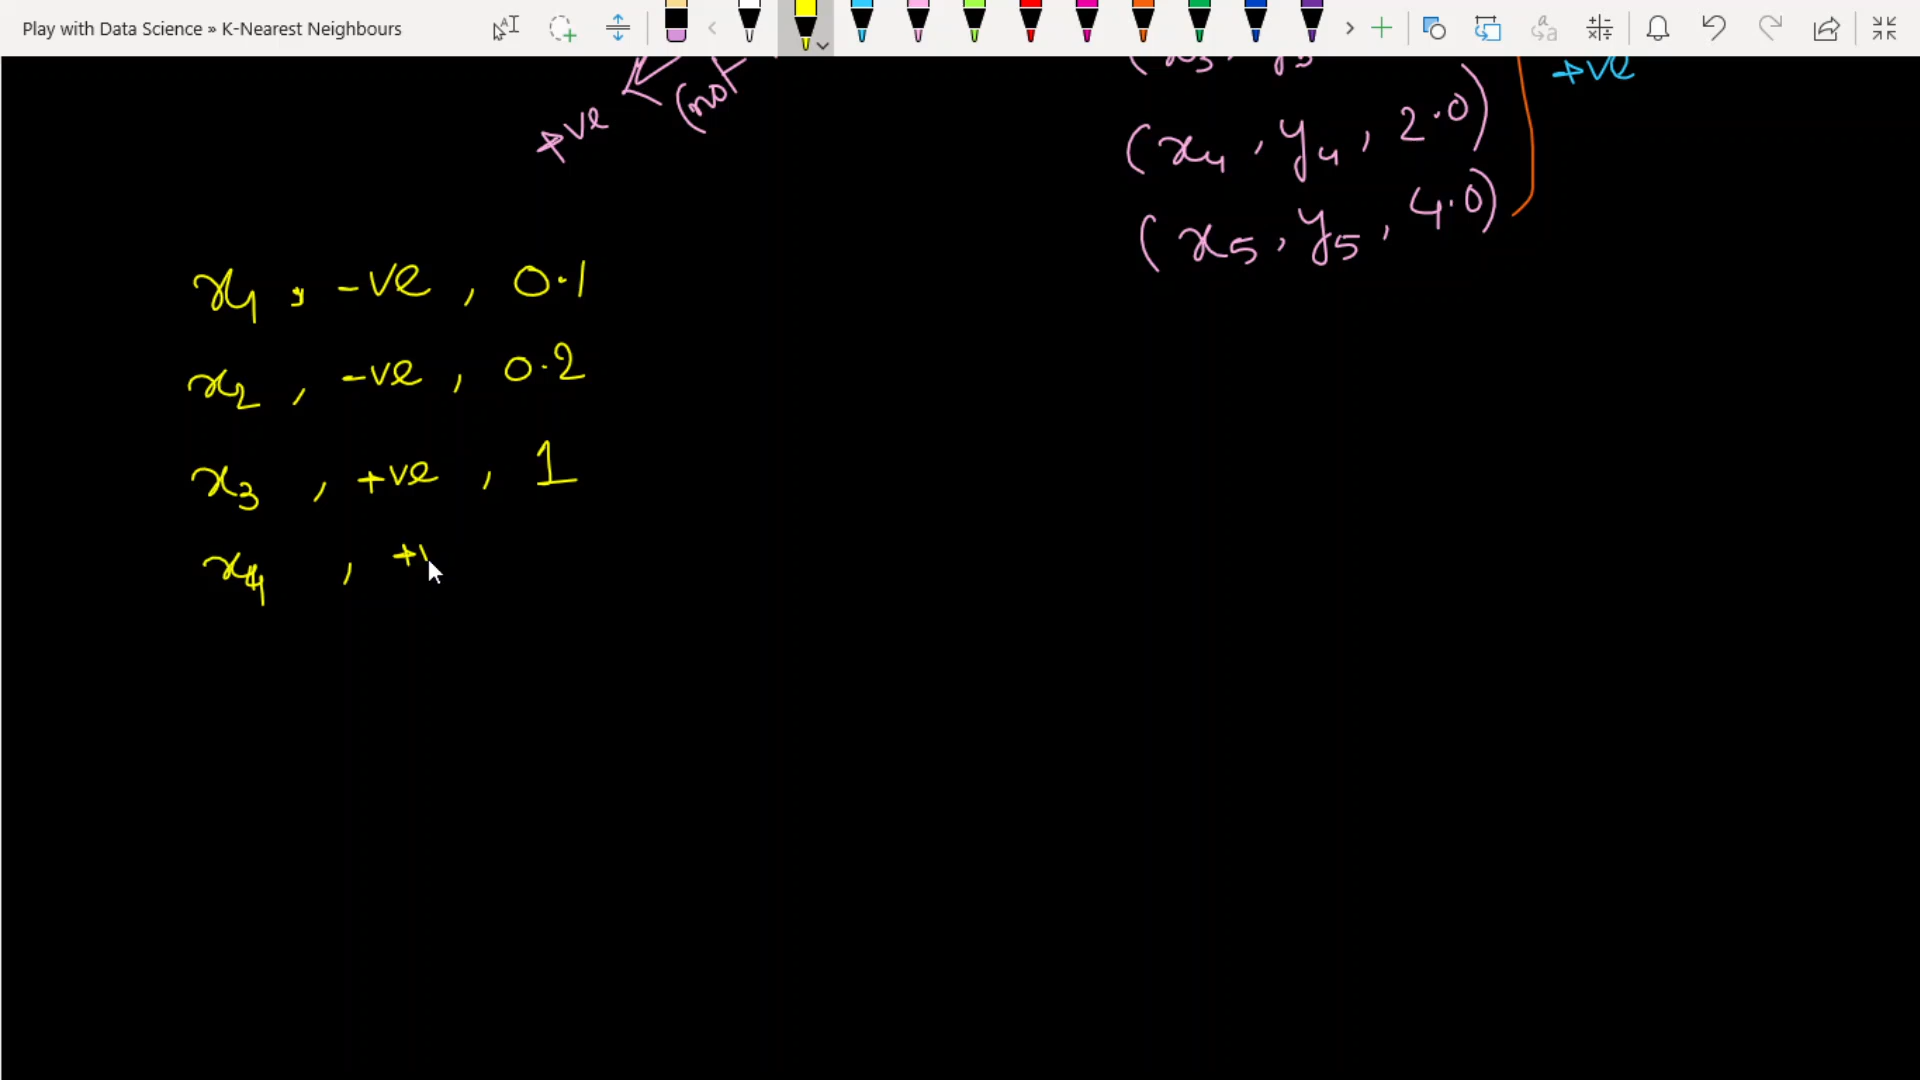 Play with Data Science » K-Nearest Neighbours
+ve
(not
+ve
(x₄, y₄, 2.0)
(x₅, y₅, 4.0)
x₁, -ve, 0.1
x₂, -ve, 0.2
x₃, +ve, 1
x₄, +v